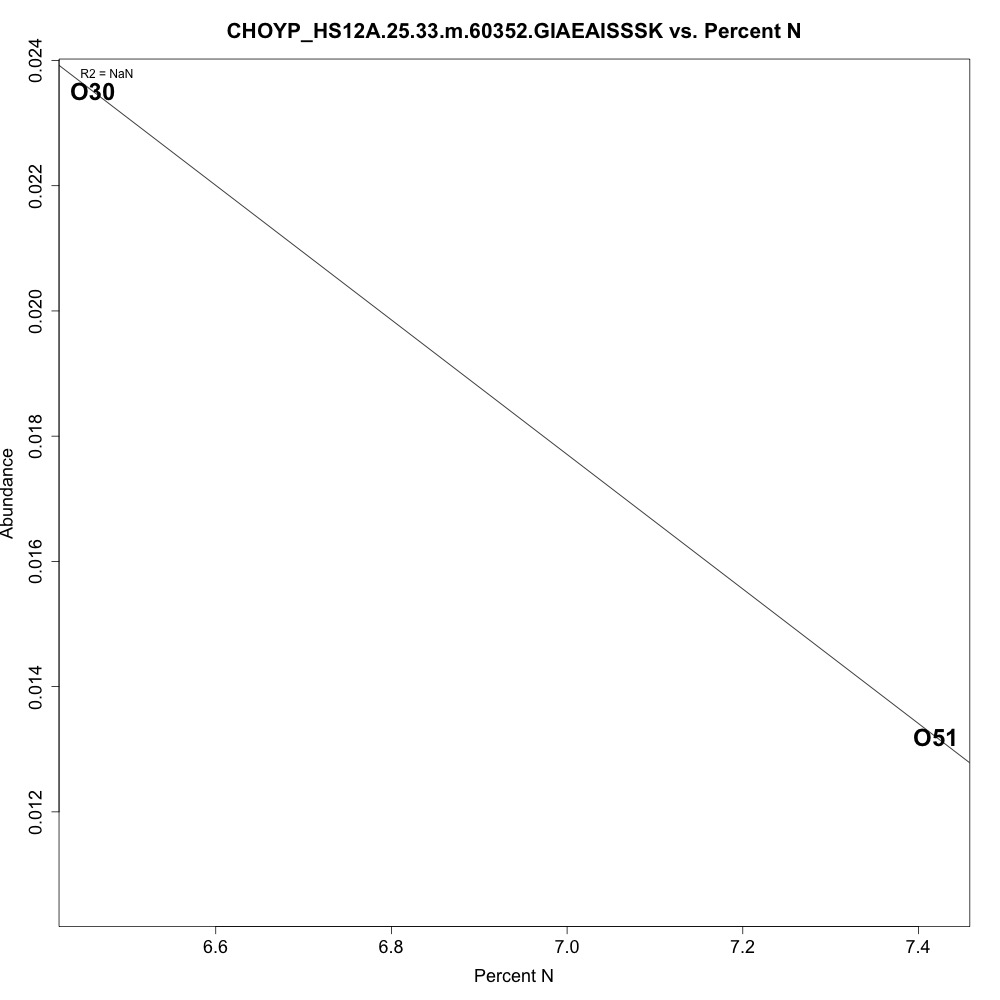 CHOYP_HS12A.25.33.m.60352.GIAEAISSSK vs. Percent N
R2 = NaN
O30
O51
Abundance
0.024
0.022
0.020
0.018
0.016
0.014
0.012
6.6
6.8
7.0
7.2
7.4
Percent N